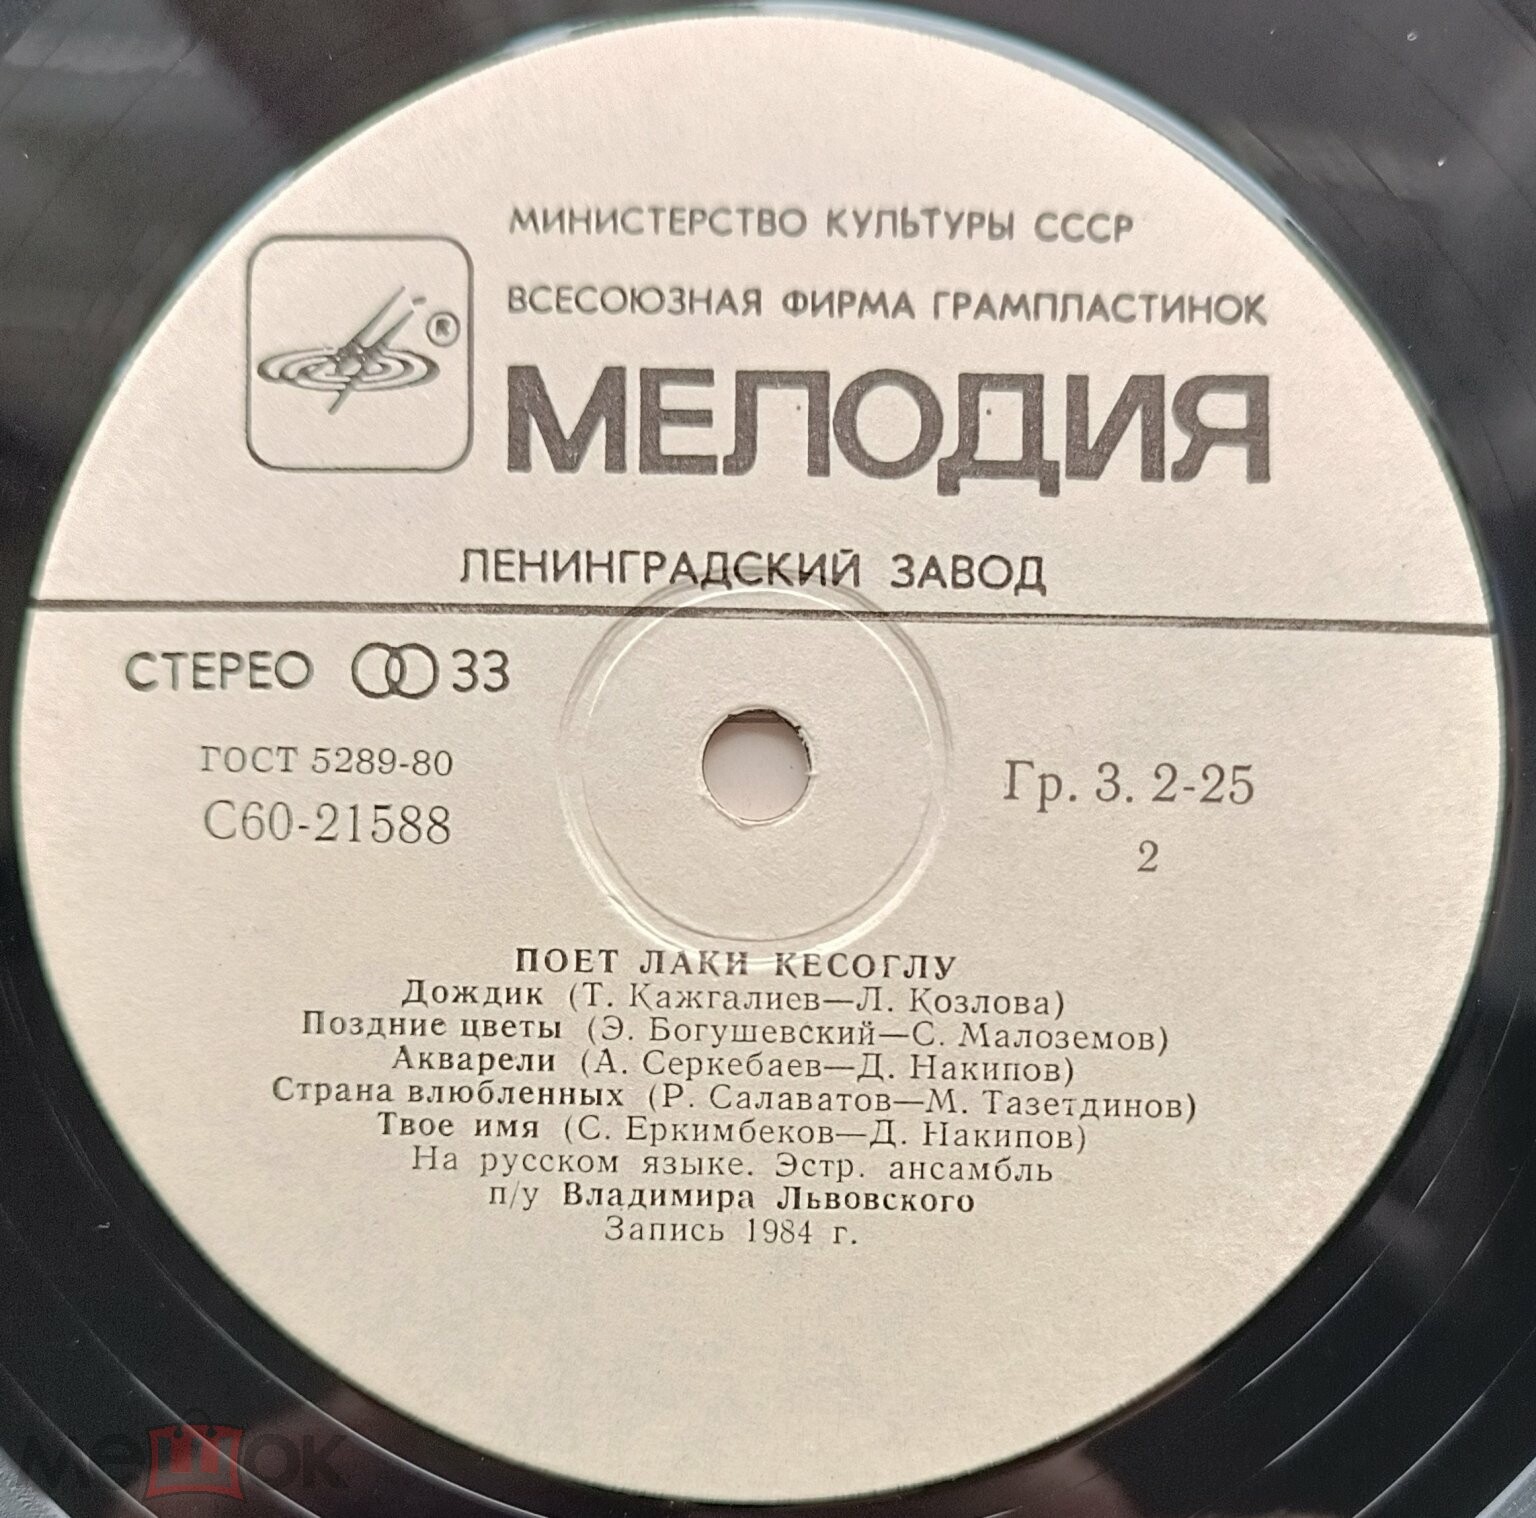 МИНИСТЕРСТВО КУЛЬТУРЫ СССР
ВСЕСОЮЗНАЯ ФИРМА ГРАМПЛАСТИНОК
®
МЕЛОДИЯ
ЛЕНИНГРАДСКИЙ ЗАВОД
СТЕРЕО 33
ГОСТ 5289-80
С60-21588
Гр. 3. 2-25
2
ПОЕТ ЛАКИ КЕСОГЛУ
Дождик (Т. Кажгалиев—Л. Козлова)
Поздние цветы (Э. Богушевский—С. Малоземов)
Акварели (А. Серкебаев—Д. Накипов)
Страна влюбленных (Р. Салаватов—М. Тазетдинов)
Твое имя (С. Еркимбеков—Д. Накипов)
На русском языке. Эстр. ансамбль
п/у Владимира Львовского
Запись 1984 г.
мешок